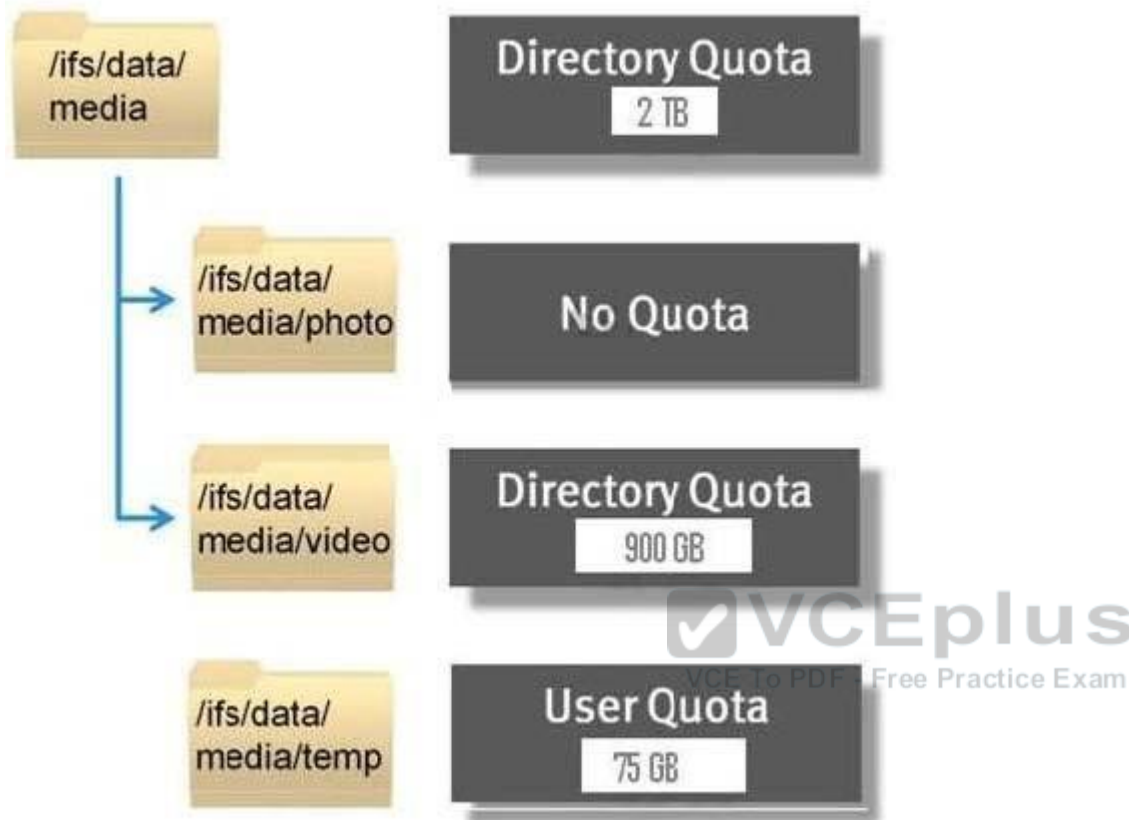 /ifs/data/
media
Directory Quota
2 TB
/ifs/data/
media/photo
No Quota
/ifs/data/
media/video
Directory Quota
900 GB
VCEplus
VCE To PDF - Free Practice Exam
/ifs/data/
media/temp
User Quota
75 GB